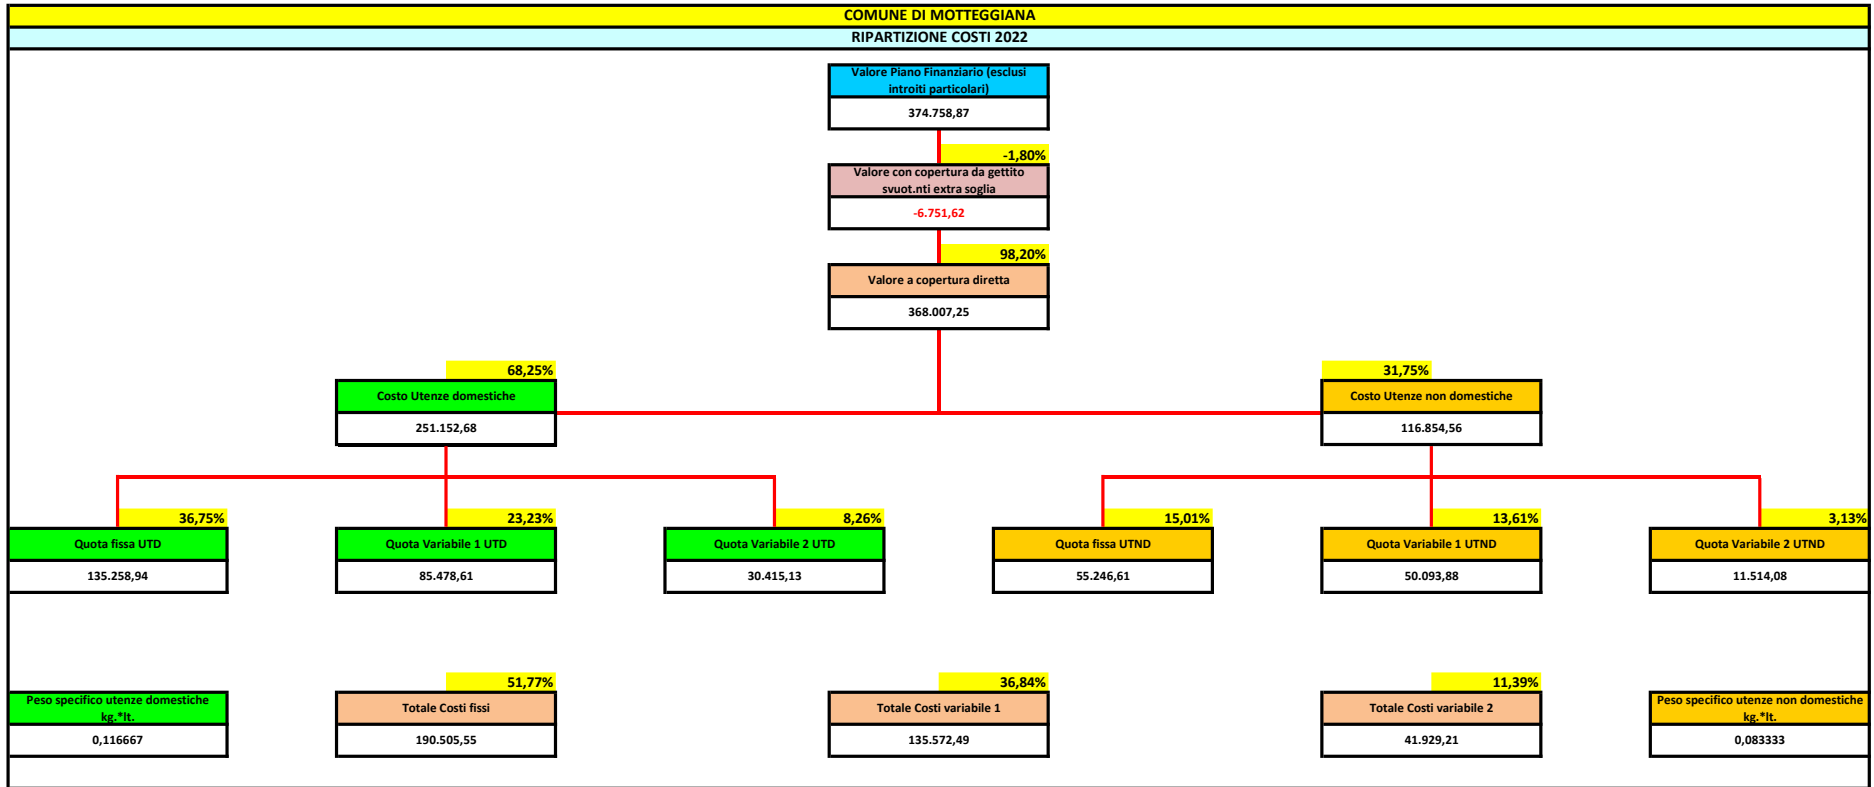 COMUNE DI MOTTEGGIANA
RIPARTIZIONE COSTI 2022
Valore Piano Finanziario (esclusi
introiti particolari)
374.758,87
-1,80%
Valore con copertura da gettito
svuot.nti extra soglia
-6.751,62
98,20%
Valore a copertura diretta
368.007,25
68,25%
31,75%
Costo Utenze domestiche
Costo Utenze non domestiche
251.152,68
116.854,56
36,75%
23,23%
8,26%
15,01%
13,61%
3,13%
Quota fissa UTD
Quota Variabile 1 UTD
Quota Variabile 2 UTD
Quota fissa UTND
Quota Variabile 1 UTND
Quota Variabile 2 UTND
135.258,94
85.478,61
30.415,13
55.246,61
50.093,88
11.514,08
51,77%
36,84%
11,39%
Peso specifico utenze domestiche
kg.*lt.
Totale Costi fissi
Totale Costi variabile 1
Totale Costi variabile 2
Peso specifico utenze non domestiche
kg.*lt.
0,116667
190.505,55
135.572,49
41.929,21
0,083333